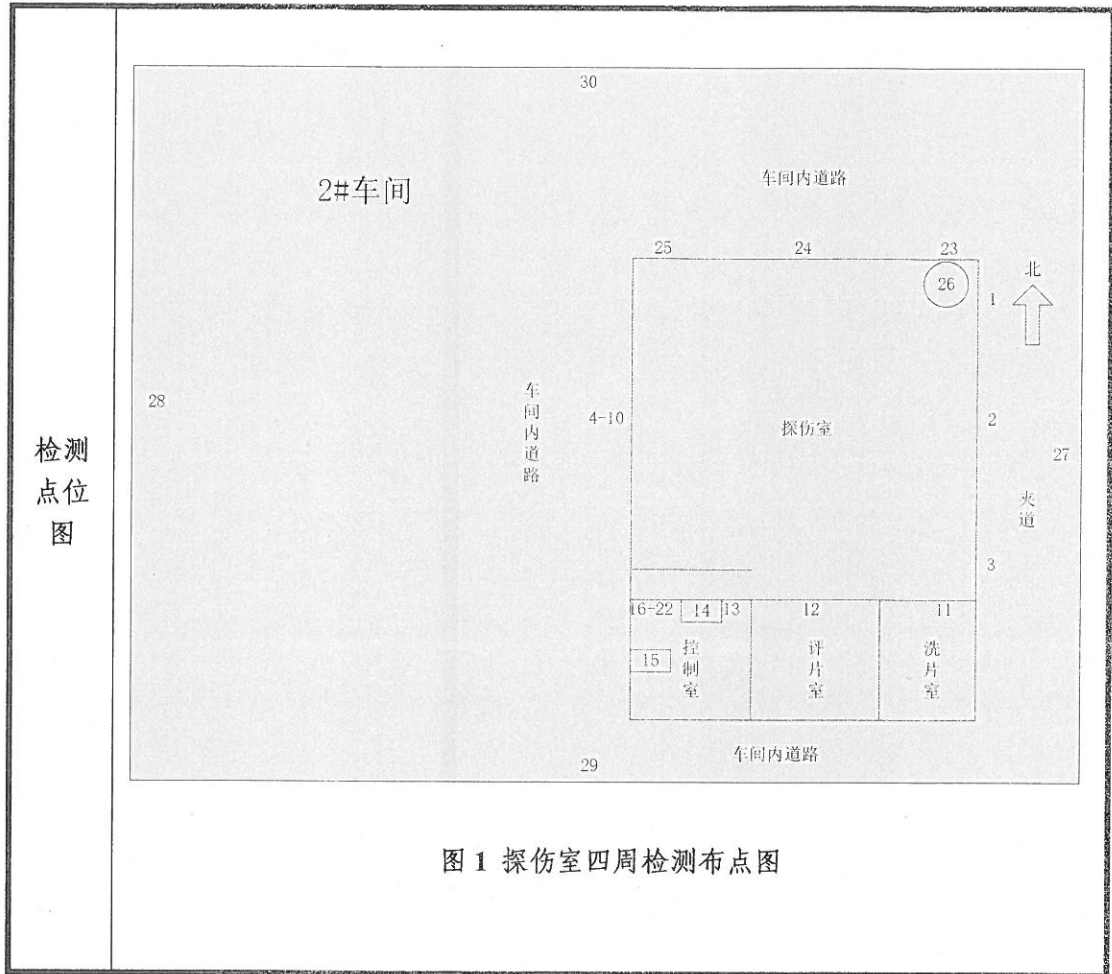 检测
点位
图
30
2#车间
车间内道路
25
24
23
26
北
1
28
车间内道路
4-10
探伤室
2
27
夹道
3
16-22
14
13
12
11
15
控制室
评片室
洗片室
29
车间内道路
图 1 探伤室四周检测布点图